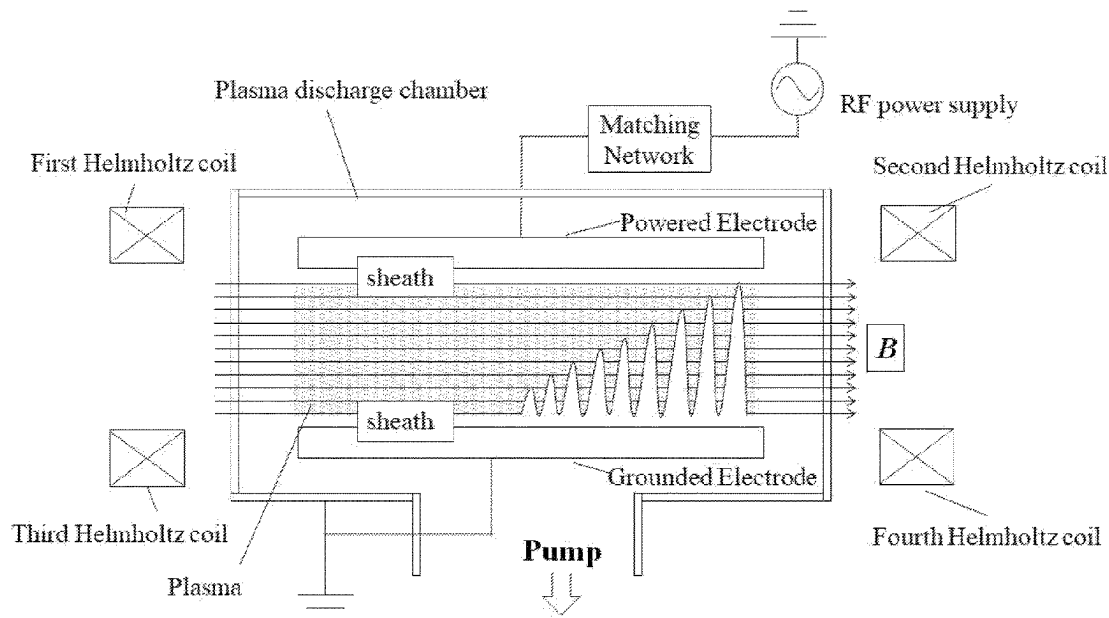 Plasma discharge chamber
RF power supply
Matching
Network
First Helmholtz coil
Second Helmholtz coil
Powered Electrode
sheath
B
sheath
Grounded Electrode
Third Helmholtz coil
Fourth Helmholtz coil
Pump
Plasma